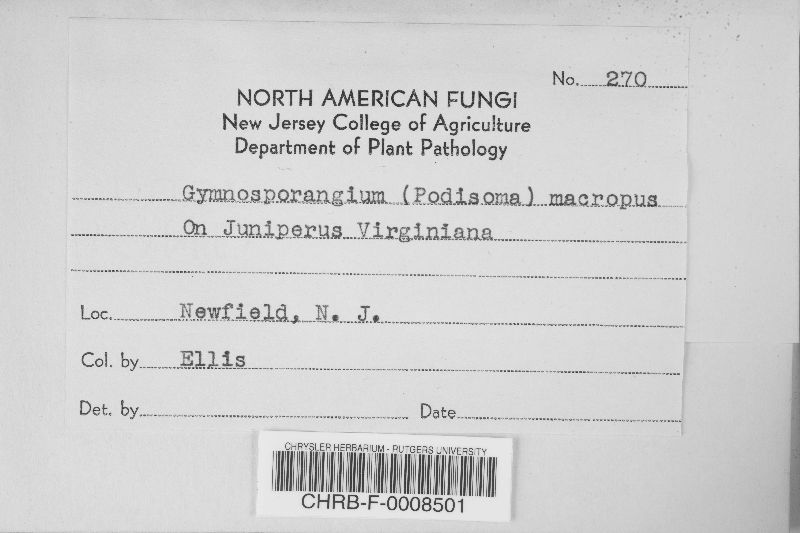 No. 270
NORTH AMERICAN FUNGI
New Jersey College of Agriculture
Department of Plant Pathology
Gymnosporangium (Podisoma) macropus
On Juniperus Virginiana
Loc. Newfield, N. J.
Col. by Ellis
Det. by Date
CHRYSLER HERBARIUM - RUTGERS UNIVERSITY
CHRB-F-0008501